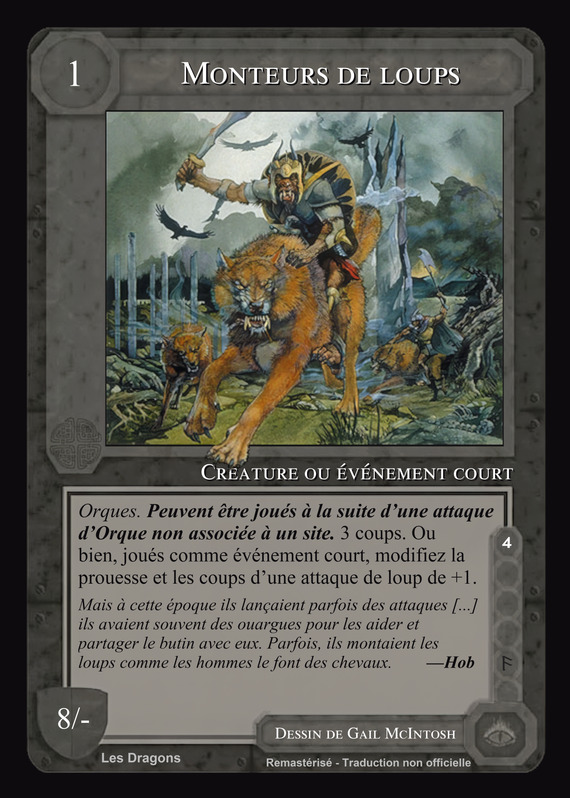 1
MONTEURS DE LOUPS
CREATURE OU ÉVÉNEMENT COURT
Orques. Peuvent être joués à la suite d'une attaque
d'Orque non associée à un site. 3 coups. Ou
bien, joués comme événement court, modifiez la
prouesse et les coups d'une attaque de loup de +1.
4
Mais à cette époque ils lançaient parfois des attaques [...]
ils avaient souvent des ouargues pour les aider et
partager le butin avec eux. Parfois, ils montaient les
loups comme les hommes le font des chevaux. —Hob
8/-
DESSIN DE GAIL MCINTOSH
Les Dragons
Remastérisé - Traduction non officielle